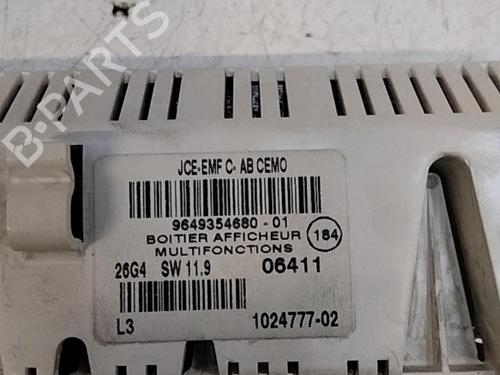 B-PARTS
JCE-EMF C- AB CEMO
9649354680 - 01
BOITIER AFFICHEUR
MULTIFONCTIONS
184
26G4 SW 11.9 06411
L3 1024777-02